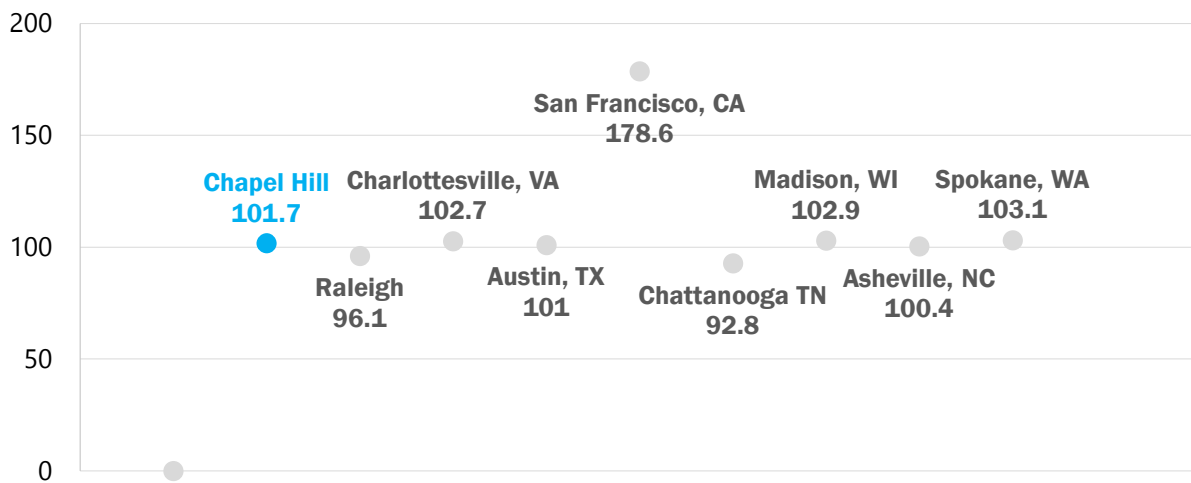 200
San Francisco, CA
178.6
150
Chapel Hill
101.7
Charlottesville, VA
102.7
Madison, WI
102.9
Spokane, WA
103.1
100
Raleigh
96.1
Austin, TX
101
Chattanooga TN
92.8
Asheville, NC
100.4
50
0